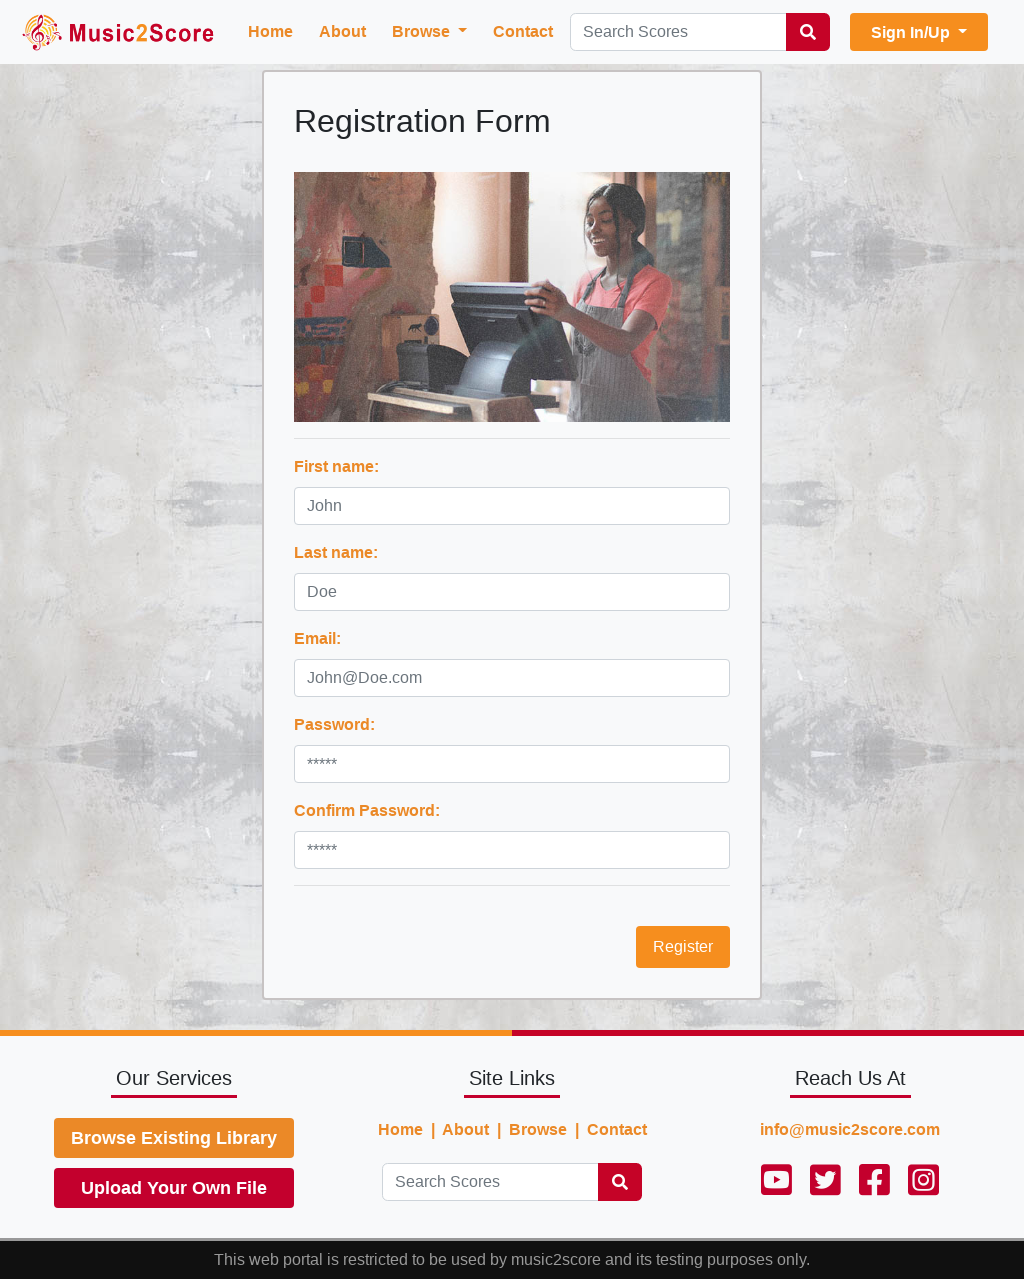 Music2Score
Home About Browse Contact Search Scores Sign In/Up
Registration Form
First name:
John
Last name:
Doe
Email:
John@Doe.com
Password:
*****
Confirm Password:
*****
Register
Our Services
Browse Existing Library
Upload Your Own File
Site Links
Home | About | Browse | Contact
Search Scores
Reach Us At
info@music2score.com
This web portal is restricted to be used by music2score and its testing purposes only.